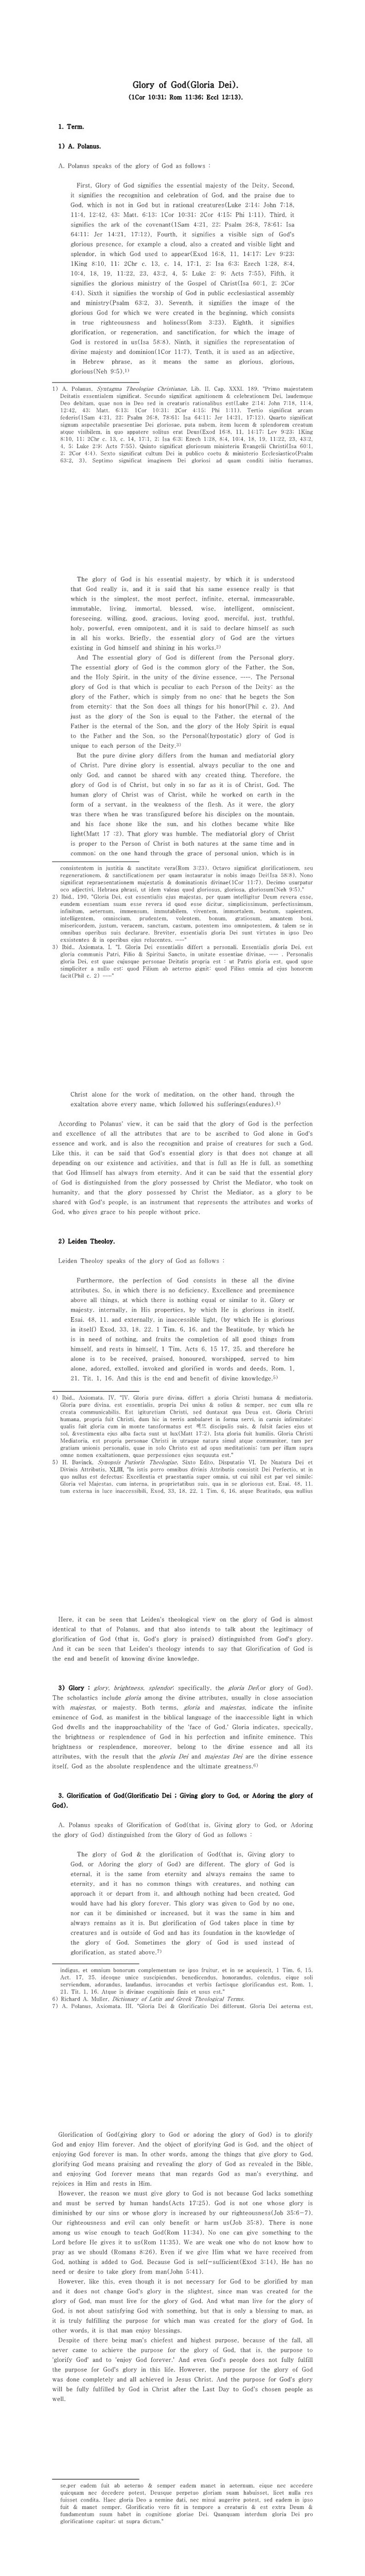 Glory of God(Gloria Dei).
(1Cor 10:31; Rom 11:36; Eccl 12:13).
1. Term.
1) A. Polanus.
A. Polanus speaks of the glory of God as follows :
First, Glory of God signifies the essential majesty of the Deity, Second,
it signifies the recognition and celebration of God, and the praise due to
God, which is not in God but in rational creatures(Luke 2:14: John 7:18,
11:4, 12:42, 43: Matt. 6:13: 1Cor 10:31: 2Cor 4:15: Phi 1:11). Third, it
signifies the ark of the covenant(1Sam 4:21, 22: Psalm 26:8, 78:61: Isa
64:11: Jer 14:21, 17:12), Fourth, it signifies a visible sign of God's
glorious presence, for example a cloud, also a created and visible light and
splendor, in which God used to appear(Exod 16:8, 11, 14:17: Lev 9:23:
1King 8:10, 11: 2Chr c. 13, c. 14, 17:1, 2: Isa 6:3: Ezech 1:28, 8:4,
10:4, 18, 19, 11:22, 23, 43:2, 4, 5: Luke 2: 9: Acts 7:55). Fifth, it
signifies the glorious ministry of the Gospel of Christ(Isa 60:1, 2: 2Cor
4:4). Sixth it signifies the worship of God in public ecclesiastical assembly
and ministry(Psalm 63:2, 3). Seventh, it signifies the image of the
glorious God for which we were created in the beginning, which consists
in true righteousness and holiness(Rom 3:23). Eighth, it signifies
glorification, or regeneration, and sanctification, for which the image of
God is restored in us(Isa 58:8). Ninth, it signifies the representation of
divine majesty and dominion(1Cor 11:7). Tenth, it is used as an adjective,
in Hebrew phrase, as it means the same as glorious, glorious,
glorious(Neh 9:5).1)
1) A. Polanus, Syntagma Theologiae Christianae, Lib. II. Cap. XXXI. 189. "Primo majestatem
Deitatis essentialem significat. Secundo significat agnitionem & celebrationem Dei, laudemque
Deo debitam, quae non in Deo sed in creaturis rationalibus est(Luke 2:14: John 7:19, 11:4,
12:42, 43: Matt. 6:13: 1Cor 10:31: 2Cor 4:15: Phi 1:11). Tertio significat arcam
foderis(1Sam 4:21, 22: Psalm 26:8, 78:61: Isa 64:11: Jer 14:21, 17:12). Quarto significat
signum aspectabile praesentiae Dei gloriosae, puta nubem, item lucem & splendorem creatum
atque visibilem, in quo apparere solitus erat Deus(Exod 16:8, 11, 14:17: Lev 9:23: 1King
8:10, 11: 2Chr c. 13, c. 14, 17:1, 2: Isa 6:3: Ezech 1:28, 8:4, 10:4, 18, 19, 11:22, 23, 43:2,
4, 5: Luke 2:9: Acts 7:55). Quinto significat gloriosum ministeria Evangelii Christi(Isa 60:1,
2: 2Cor 4:4). Sexto significat cultum Dei in publico coetu & ministerio Ecclesiastico(Psalm
63:2, 3). Septimo significat imaginem Dei gloriosi ad quam conditi initio fueramus,
The glory of God is his essential majesty, by which it is understood
that God really is, and it is said that his same essence really is that
which is the simplest, the most perfect, infinite, eternal, immeasurable,
immutable, living, immortal, blessed, wise, intelligent, omniscient,
foreseeing, willing, good, gracious, loving good, merciful, just, truthful,
holy, powerful, even omnipotent, and it is said to declare himself as such
in all his works. Briefly, the essential glory of God are the virtues
existing in God himself and shining in his works.2)
And The essential glory of God is different from the Personal glory.
The essential glory of God is the common glory of the Father, the Son,
and the Holy Spirit, in the unity of the divine essence, ----. The Personal
glory of God is that which is peculiar to each Person of the Deity: as the
glory of the Father, which is simply from no one: that he begets the Son
from eternity: that the Son does all things for his honor(Phil c. 2). And
just as the glory of the Son is equal to the Father, the eternal of the
Father is the eternal of the Son, and the glory of the Holy Spirit is equal
to the Father and the Son, so the Personal(hypostatic) glory of God is
unique to each person of the Deity.3)
But the pure divine glory differs from the human and mediatorial glory
of Christ. Pure divine glory is essential, always peculiar to the one and
only God, and cannot be shared with any created thing. Therefore, the
glory of God is of Christ, but only in so far as it is of Christ, God. The
human glory of Christ was of Christ, while he worked on earth in the
form of a servant, in the weakness of the flesh. As it were, the glory
was there when he was transfigured before his disciples on the mountain,
and his face shone like the sun, and his clothes became white like
light(Matt 17 :2). That glory was humble. The mediatorial glory of Christ
is proper to the Person of Christ in both natures at the same time and in
common: on the one hand through the grace of personal union, which is in
consistentem in justitia & sanctitate vera(Rom 3:23). Octavo significat glorificationem, seu
regenerationem, & sanctificationem per quam instauratur in nobis imago Dei(Isa 58:8), Nono
significat repraesentationem majestatis & dominationis divinae(1Cor 11:7). Decimo usurpatur
oco adjectivi, Hebraea phrasi, ut idem valeat quod gloriosus, gloriosa, gloriosum(Neh 9:5)."
2) Ibid., 190. "Gloria Dei, est essentialis ejus majestas, per quam intelligitur Deum revera esse,
eandem essentiam suam esse revera id quod esse dicitur, simplicissimam, perfectissimam,
infinitam, aeternam, immensam, immutabilem, viventem, immortalem, beatam, sapientem,
intelligentem, omnisciam, prudentem, volentem, bonam, gratiosam, amantem boni,
misericordem, justam, veracem, sanctam, castam, potentem imo omnipotentem, & talem se in
omnibus operibus suis declarare. Breviter, essentialis gloria Dei sunt virtutes in ipso Deo
exsistentes & in operibus ejus relucentes. ----"
3) Ibid., Axiomata, I. "I. Gloria Dei essentialis differt a personali. Essentialis gloria Dei, est
gloria communis Patri, Filio & Spiritui Sancto, in unitate essentiae divinae, ---- . Personalis
gloria Dei, est quae cujusque personae Deitatis propria est : ut Patris gloria est, quod upse
simpliciter a nullo est: quod Filium ab aeterno gignit: quod Filius omnia ad ejus honorem
facit(Phil c. 2) ----"
Christ alone for the work of meditation, on the other hand, through the
exaltation above every name, which followed his sufferings(endures).4)
According to Polanus' view, it can be said that the glory of God is the perfection
and excellence of all the attributes that are to be ascribed to God alone in God's
essence and work, and is also the recognition and praise of creatures for such a God.
Like this, it can be said that God's essential glory is that does not change at all
depending on our existence and activities, and that is full as He is full, as something
that God Himself has always from eternity. And it can be said that the essential glory
of God is distinguished from the glory possessed by Christ the Mediator, who took on
humanity, and that the glory possessed by Christ the Mediator, as a glory to be
shared with God's people, is an instrument that represents the attributes and works of
God, who gives grace to his people without price.
2) Leiden Theoloy.
Leiden Theoloy speaks of the glory of God as follows :
Furthermore, the perfection of God consists in these all the divine
attributes. So, in which there is no deficiency. Excellence and preeminence
above all things, at which there is nothing equal or similar to it. Glory or
majesty, internally, in His properties, by which He is glorious in itself,
Esai. 48, 11, and externally, in inaccessible light, (by which He is glorious
in itself) Exod, 33, 18, 22, 1 Tim, 6, 16, and the Beatitude, by which he
is in need of nothing, and fruits the completion of all good things from
himself, and rests in himself, 1 Tim, 6, 15. Acts 17, 25, and therefore he
alone is to be received, praised, honoured, worshipped, served to him
alone, adored, extolled, invoked and glorified in words and deeds. Rom, 1,
21, Tit. 1, 16. And this is the end and benefit of divine knowledge.5)
4) Ibid., Axiomata, IV, "IV. Gloria pure divina, differt a gloria Christi humana & mediatoria.
Gloria pure divina, est essentialis, propria Dei unius & solius & semper, nec cum ulla re
creata communicabilis. Est igitur etiam Christi, sed duntaxat qua Deus est. Gloria Christi
humana, propria fuit Christi, dum hic in terris ambularet in forma servi, in carnis infirmitate:
qualis fuit gloria cum in monte transformatus est 백프 discipulis suis, & fulsit facies ejus ut
sol, &vestimenta ejus alba facta sunt ut lux(Matt 17:2). Ista gloria fuit humilis. Gloria Christi
Mediatoria, est propria personae Christi in utraque natura simul atque communiter, tum per
gratiam unionis personalis, quae in solo Christo est ad opus meditationis: tum per illam supra
omne nomen exaltationem, quae perpessiones ejus sequuuta est."
5) H. Bavinck, Synopsis Purioris Theologiae, Sixto Edito, Disputatio VI, De Nuatura Dei et
Divinis Attributis, XLIII, "In istis porro omnibus divinis Attributio consistit Dei Perfectio, ut in
quo nullus est defectus: Excellentia et praestantia super omnia, ut cui nihil est par vel simile:
Gloria vel Majestas, cum interna, in proprietatibus suis, qua in se gloriosus est, Esai. 48, 11,
tum externa in luce inaccessibili, Exod, 33, 18, 22, 1 Tim, 6, 16, atque Beatitudo, qua nullius
Here, it can be seen that Leiden's theological view on the glory of God is almost
identical to that of Polanus, and that also intends to talk about the legitimacy of
glorification of God (that is, God's glory is praised) distinguished from God's glory.
And it can be seen that Leiden's theology intends to say that Glorification of God is
the end and benefit of knowing divine knowledge.
3) Glory : glory, brightness, splendor: specifically, the gloria Dei(or glory of God).
The scholastics include gloria among the divine attributes, usually in close association
with majestas, or majesty. Both terms, gloria and majestas, indicate the infinite
eminence of God, as manifest in the biblical language of the inaccessible light in which
God dwells and the inapproachability of the 'face of God.' Gloria indicates, specically,
the brightness or resplendence of God in his perfection and infinite eminence. This
brightness or resplendence, moreover, belong to the divine essence and all its
attributes, with the result that the gloria Dei and majestas Dei are the divine essence
itself, God as the absolute resplendence and the ultimate greatness.6)
3. Glorification of God(Glorificatio Dei ; Giving glory to God, or Adoring the glory of
God).
A. Polanus speaks of Glorification of God(that is, Giving glory to God, or Adoring
the glory of God) distinguished from the Glory of God as follows :
The glory of God & the glorification of God(that is, Giving glory to
God, or Adoring the glory of God) are different. The glory of God is
eternal, it is the same from eternity and always remains the same to
eternity, and it has no common things with creatures, and nothing can
approach it or depart from it, and although nothing had been created, God
would have had his glory forever. This glory was given to God by no one,
nor can it be diminished or increased, but it was the same in him and
always remains as it is. But glorification of God takes place in time by
creatures and is outside of God and has its foundation in the knowledge of
the glory of God. Sometimes the glory of God is used instead of
glorification, as stated above.7)
indigus, et omnium bonorum complementum se ipso fruitur, et in se acquiescit, 1 Tim, 6, 15.
Act. 17, 25, ideoque unice suscipiendus, benedicendus, honorandus, colendus, eique soli
serviendum, adorandus, laudandus, invocandus et verbis factisque glorificandus est, Rom, 1,
21. Tit. 1, 16. Atque is divinae cognitionis finis et usus est."
6) Richard A. Muller, Dictionary of Latin and Greek Theological Terms.
7) A. Polanus, Axiomata. III, "Gloria Dei & Glorificatio Dei differunt. Gloria Dei aeterna est,
Glorification of God(giving glory to God or adoring the glory of God) is to glorify
God and enjoy Him forever. And the object of glorifying God is God, and the object of
enjoying God forever is man. In other words, among the things that give glory to God,
glorifying God means praising and revealing the glory of God as revealed in the Bible,
and enjoying God forever means that man regards God as man's everything, and
rejoices in Him and rests in Him.
However, the reason we must give glory to God is not because God lacks something
and must be served by human hands(Acts 17:25). God is not one whose glory is
diminished by our sins or whose glory is increased by our righteousness(Job 35:6-7).
Our righteousness and evil can only benefit or harm us(Job 35:8). There is none
among us wise enough to teach God(Rom 11:34). No one can give something to the
Lord before He gives it to us(Rom 11:35). We are weak one who do not know how to
pray as we should (Romans 8:26). Even if we give Him what we have received from
God, nothing is added to God. Because God is self-sufficient(Exod 3:14), He has no
need or desire to take glory from man(John 5:41).
However, like this, even though it is not necessary for God to be glorified by man
and it does not change God's glory in the slightest, since man was created for the
glory of God, man must live for the glory of God. And what man live for the glory of
God, is not about satisfying God with something, but that is only a blessing to man, as
it is truly fulfilling the purpose for which man was created for the glory of God. In
other words, it is that man enjoy blessings.
Despite of there being man's chiefest and highest purpose, because of the fall, all
never came to achieve the purpose for the glory of God, that is, the purpose to
'glorify God' and to 'enjoy God forever.' And even God's people does not fully fulfill
the purpose for God's glory in this life. However, the purpose for the glory of God
was done completely and all achieved in Jesus Christ. And the purpose for God's glory
will be fully fulfilled by God in Christ after the Last Day to God's chosen people as
well.
se,per eadem fuit ab aeterno & semper eadem manet in aeternum, eique nec accedere
quicquam nec decedere potest, Deusque perpetuo gloriam suam habuisset, licet nulla res
fuisset condita. Haec gloria Deo a nemine dati, nec minui augerive potest, sed eadem in ipso
fuit & manet semper. Glorificatio vero fit in tempore a creaturis & est extra Deum &
fundamentum suum habet in cognitione gloriae Dei. Quanquam interdum gloria Dei pro
glorificatione capitur: ut supra dictum."